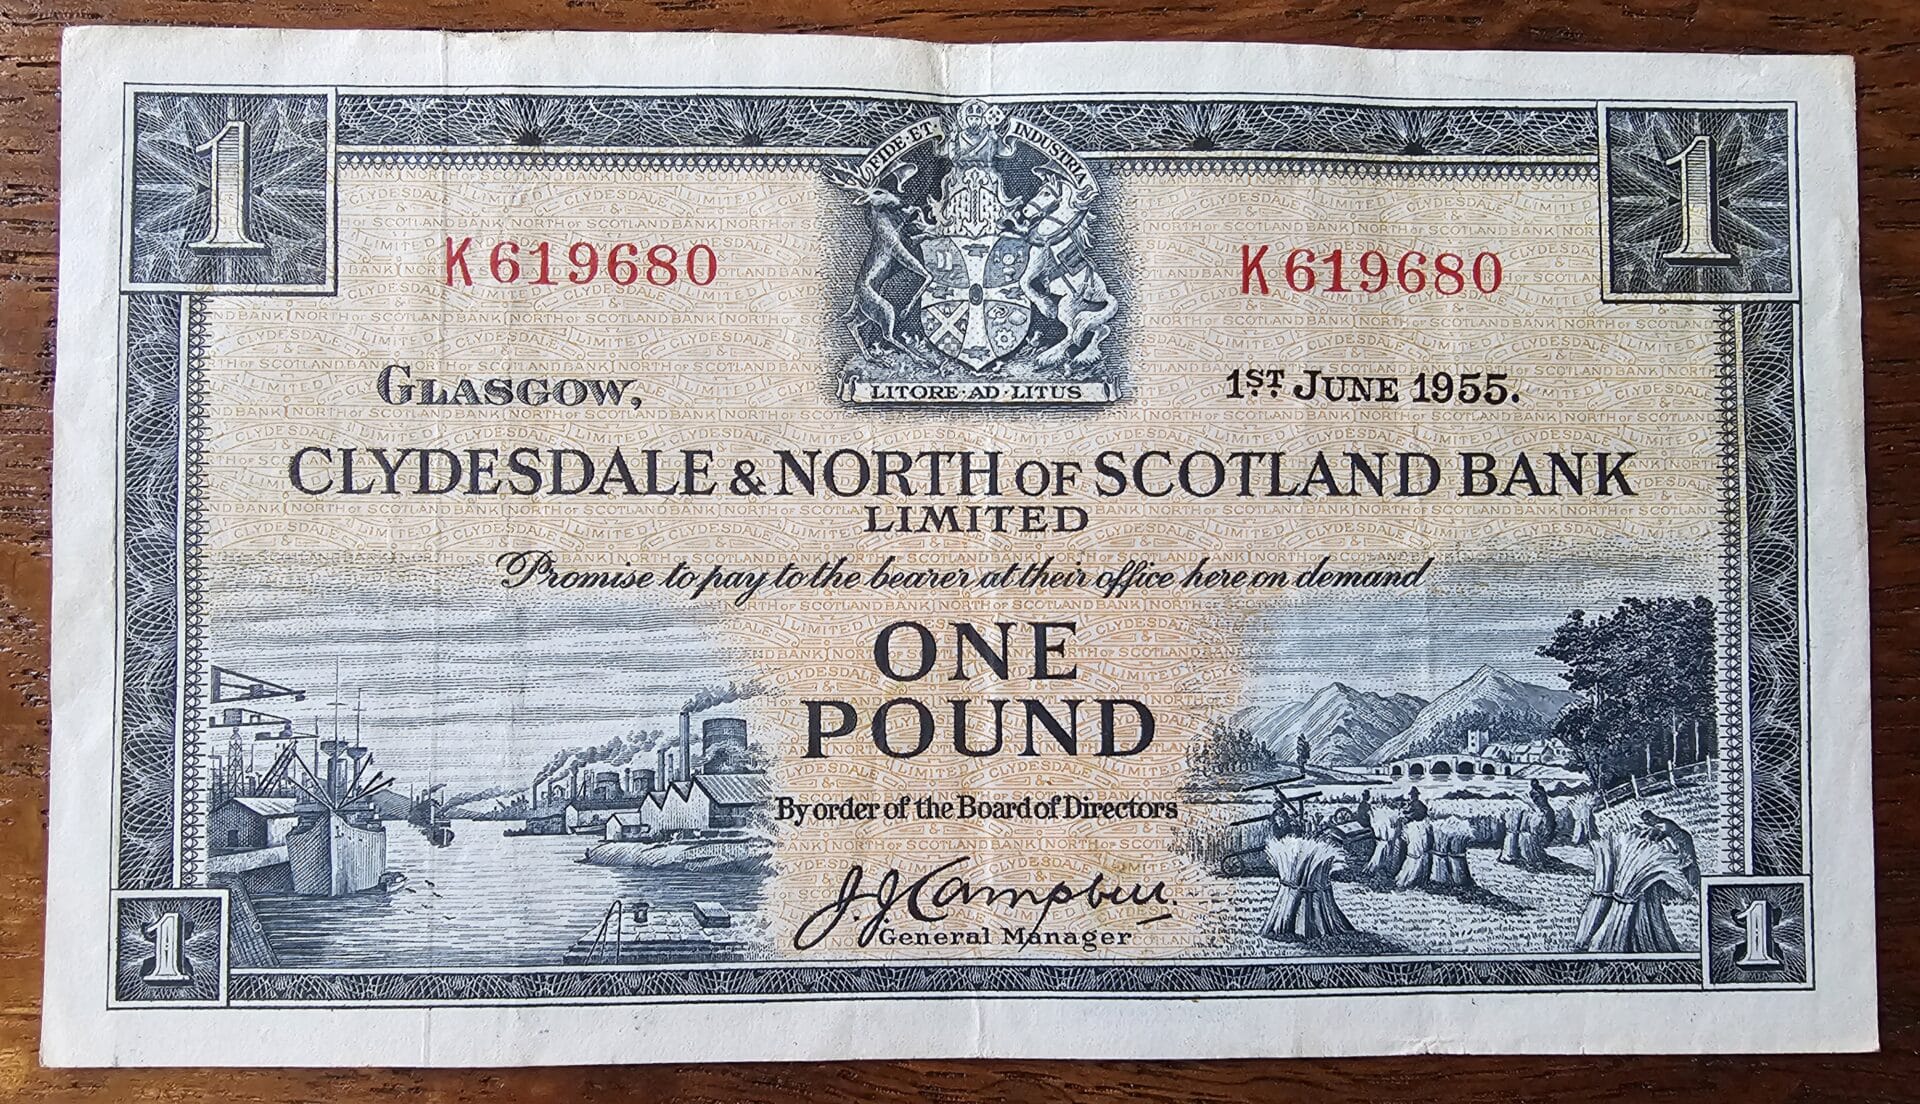 1
1
FIDE·ET· INDUSTRIA
K 619680
K 619680
LITORE·AD·LITUS
GLASGOW,
1ST. JUNE 1955.
CLYDESDALE & NORTH OF SCOTLAND BANK
LIMITED
Promise to pay to the bearer at their office here on demand
ONE
POUND
By order of the Board of Directors
J.J. Campbell.
General Manager
1
1